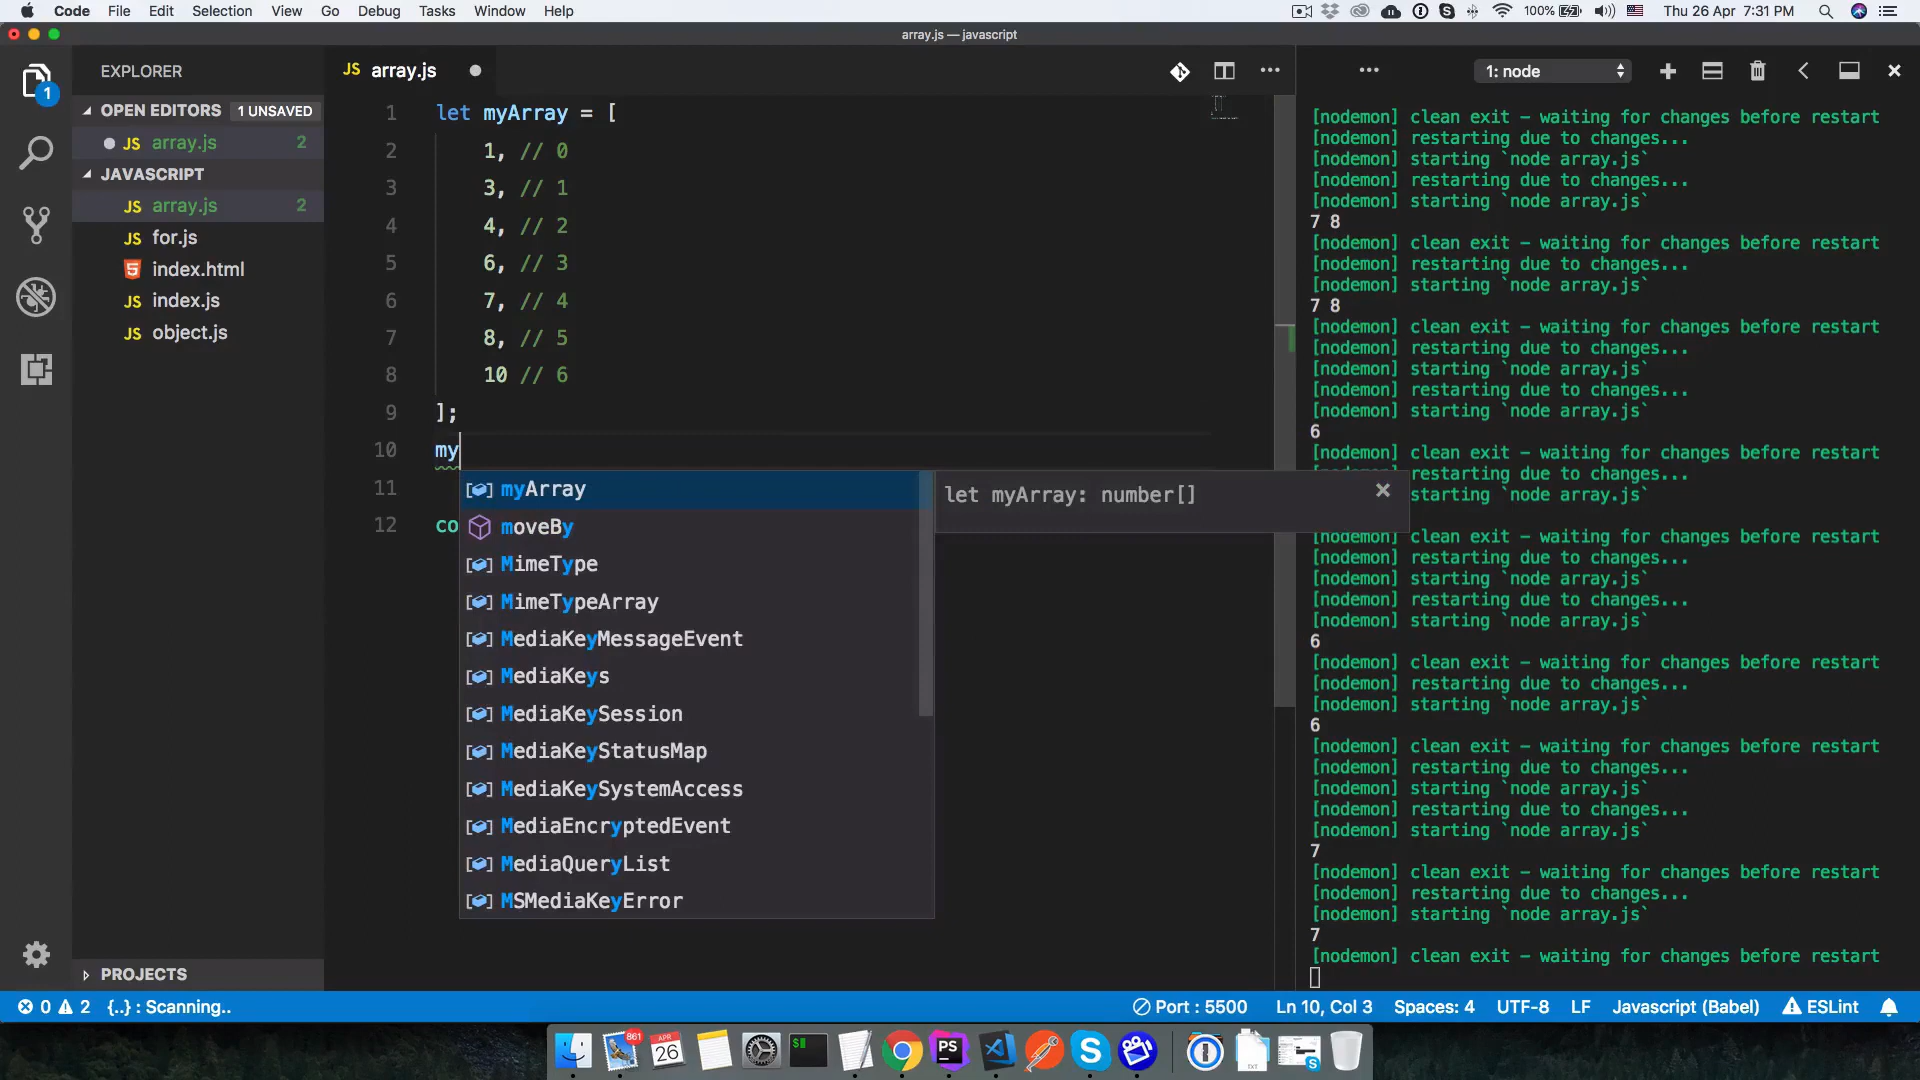 Code File Edit Selection View Go Debug Tasks Window Help
100% Thu 26 Apr 7:31 PM
array.js — javascript
EXPLORER
OPEN EDITORS 1 UNSAVED
JS array.js 2
JAVASCRIPT
JS array.js 2
JS for.js
index.html
JS index.js
JS object.js
PROJECTS
1
JS array.js
1 let myArray = [
2 1, // 0
3 3, // 1
4 4, // 2
5 6, // 3
6 7, // 4
7 8, // 5
8 10 // 6
9 ];
10 my
11
12 co
myArray
moveBy
MimeType
MimeTypeArray
MediaKeyMessageEvent
MediaKeys
MediaKeySession
MediaKeyStatusMap
MediaKeySystemAccess
MediaEncryptedEvent
MediaQueryList
MSMediaKeyError
let myArray: number[]
1: node
[nodemon] clean exit - waiting for changes before restart
[nodemon] restarting due to changes...
[nodemon] starting `node array.js`
[nodemon] restarting due to changes...
[nodemon] starting `node array.js`
7 8
[nodemon] clean exit - waiting for changes before restart
[nodemon] restarting due to changes...
[nodemon] starting `node array.js`
7 8
[nodemon] clean exit - waiting for changes before restart
[nodemon] restarting due to changes...
[nodemon] starting `node array.js`
[nodemon] restarting due to changes...
[nodemon] starting `node array.js`
6
[nodemon] clean exit - waiting for changes before restart
[nodemon] restarting due to changes...
starting `node array.js`
[nodemon] clean exit - waiting for changes before restart
[nodemon] restarting due to changes...
[nodemon] starting `node array.js`
[nodemon] restarting due to changes...
[nodemon] starting `node array.js`
6
[nodemon] clean exit - waiting for changes before restart
[nodemon] restarting due to changes...
[nodemon] starting `node array.js`
6
[nodemon] clean exit - waiting for changes before restart
[nodemon] restarting due to changes...
[nodemon] starting `node array.js`
[nodemon] restarting due to changes...
[nodemon] starting `node array.js`
7
[nodemon] clean exit - waiting for changes before restart
[nodemon] restarting due to changes...
[nodemon] starting `node array.js`
7
[nodemon] clean exit - waiting for changes before restart
0 2 {..} : Scanning.. Port : 5500 Ln 10, Col 3 Spaces: 4 UTF-8 LF Javascript (Babel) ESLint
861
APR
26
PS
S
TXT